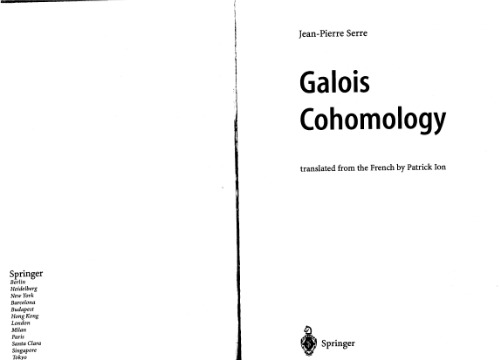 Springer
Berlin
Heidelberg
New York
Barcelona
Budapest
Hong Kong
London
Milan
Paris
Santa Clara
Singapore
Tokyo
Jean-Pierre Serre
Galois
Cohomology
translated from the French by Patrick Ion
Springer